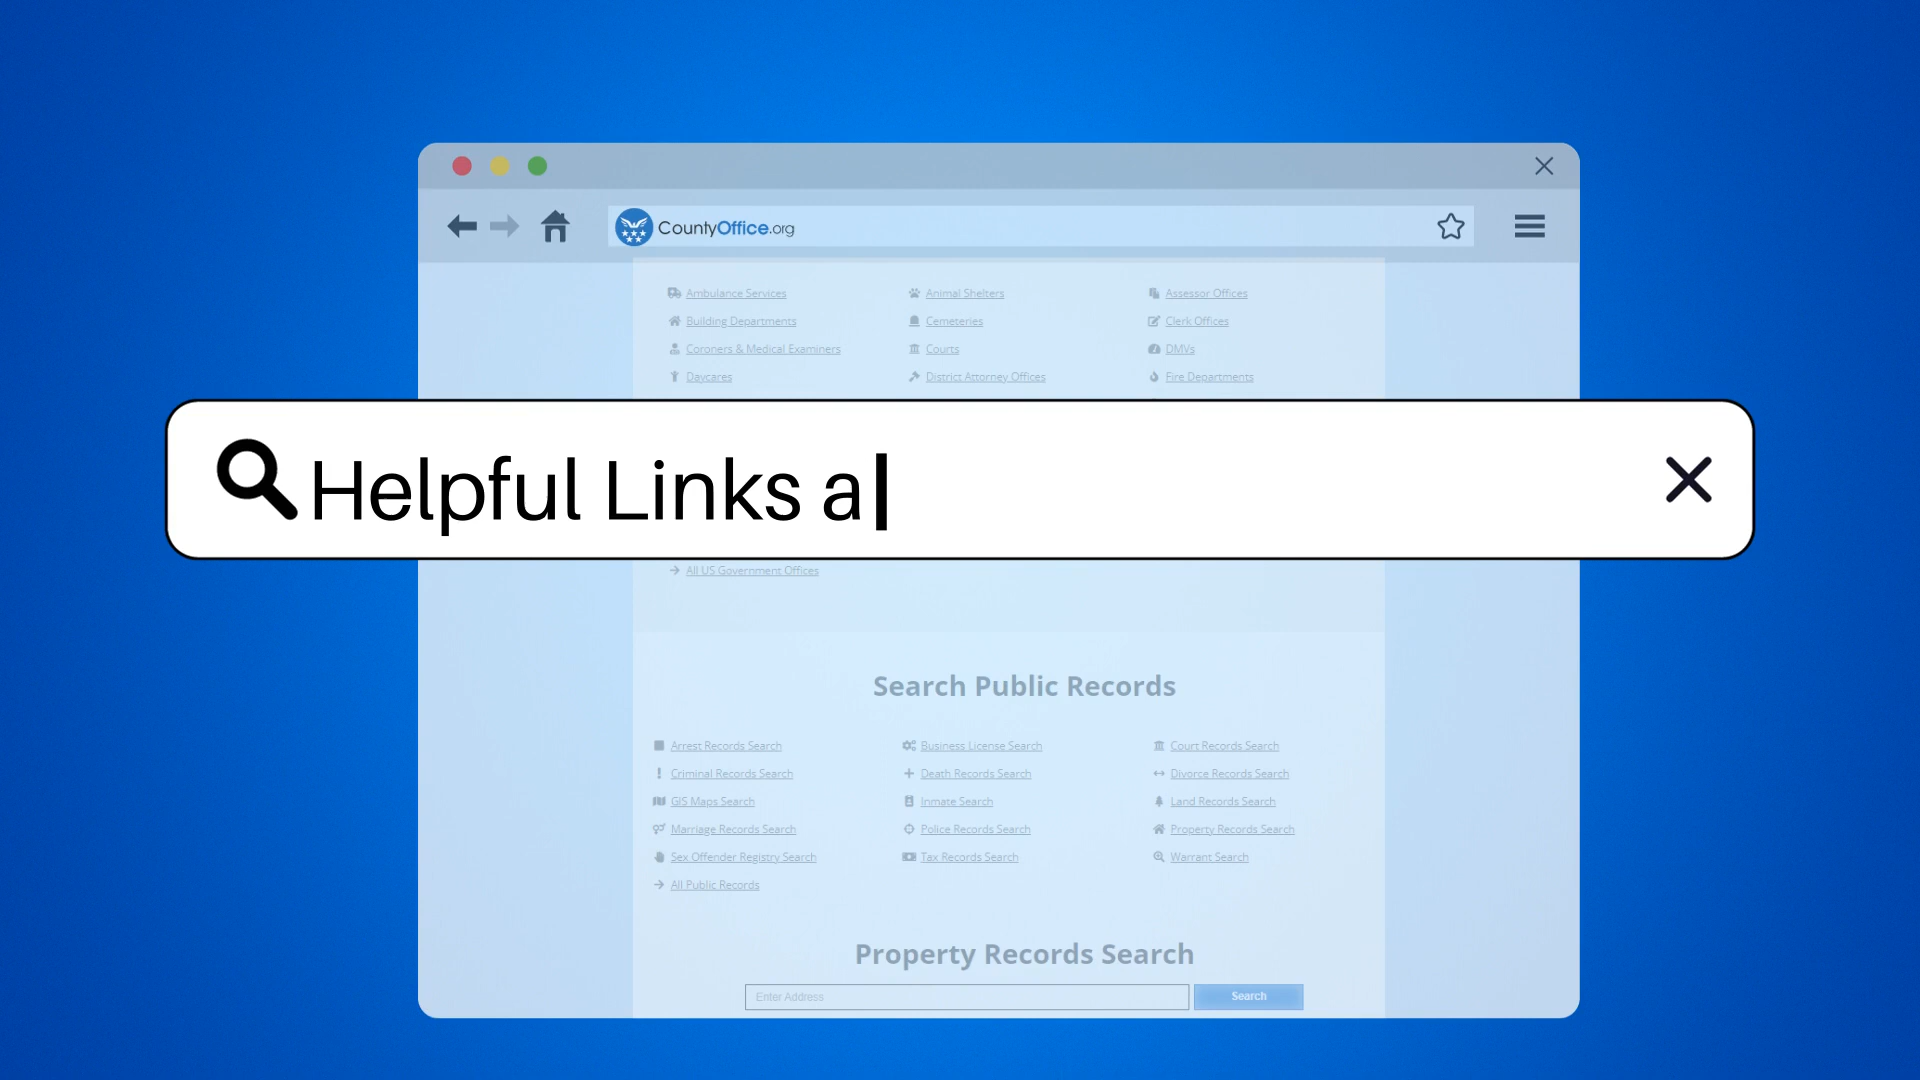 CountyOffice.org
Ambulance Services Animal Shelters Assessor Offices
Building Departments Cemeteries Clerk Offices
Coroners & Medical Examiners Courts DMVs
Daycares District Attorney Offices Fire Departments
Helpful Links a
All US Government Offices
Search Public Records
Arrest Records Search Business License Search Court Records Search
Criminal Records Search Death Records Search Divorce Records Search
GIS Maps Search Inmate Search Land Records Search
Marriage Records Search Police Records Search Property Records Search
Sex Offender Registry Search Tax Records Search Warrant Search
All Public Records
Property Records Search
Enter Address Search